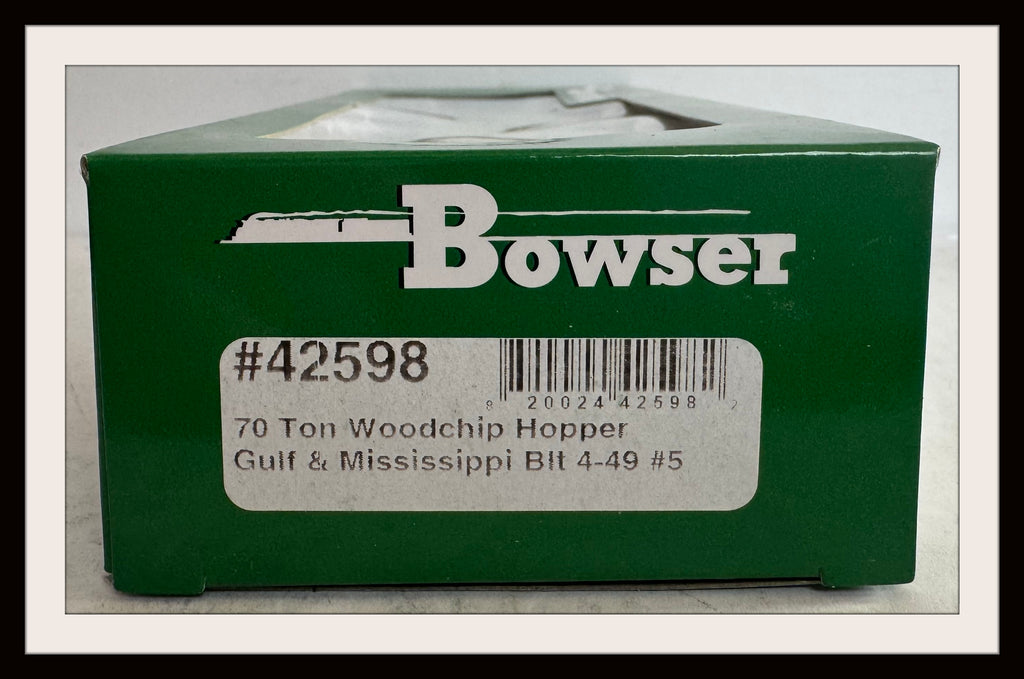 Bowser
#42598
8 20024 42598 2
70 Ton Woodchip Hopper
Gulf & Mississippi Blt 4-49 #5